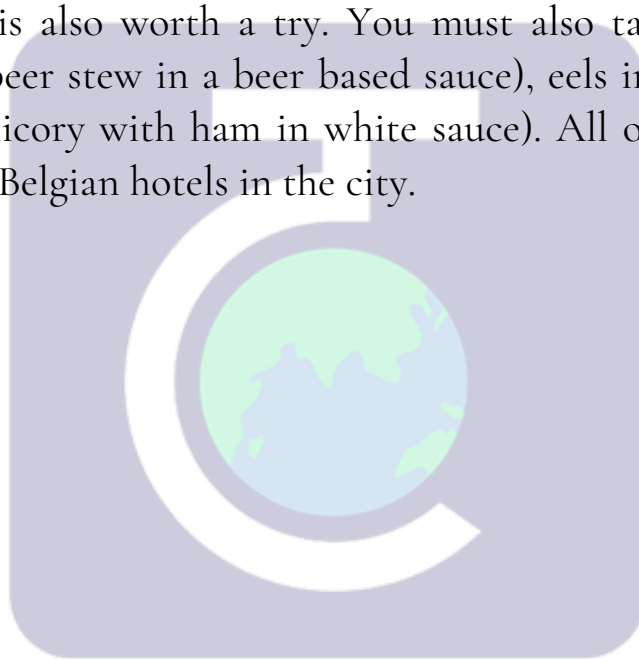 is also worth a try. You must also ta
beer stew in a beer based sauce), eels in
icory with ham in white sauce). All o
Belgian hotels in the city.